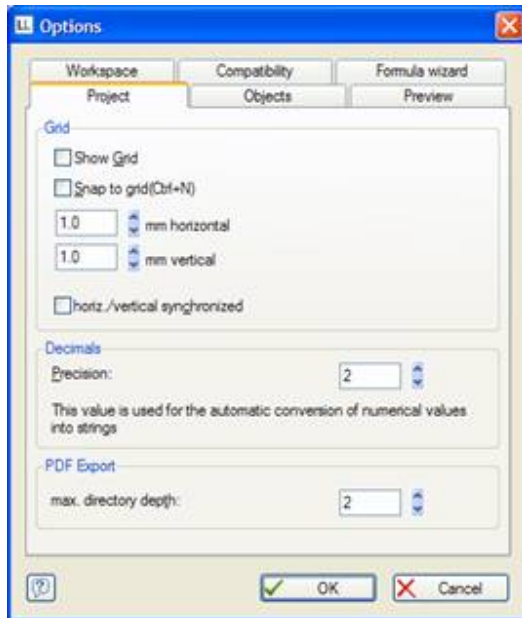 LL Options
Workspace Compatibility Formula wizard
Project Objects Preview
Grid
Show Grid
Snap to grid(Ctrl+N)
1.0 mm horizontal
1.0 mm vertical
horiz./vertical synchronized
Decimals
Precision: 2
This value is used for the automatic conversion of numerical values
into strings
PDF Export
max. directory depth: 2
? OK Cancel